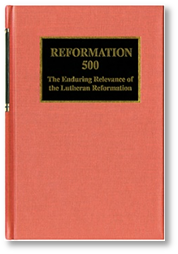 REFORMATION
500
The Enduring Relevance of
the Lutheran Reformation